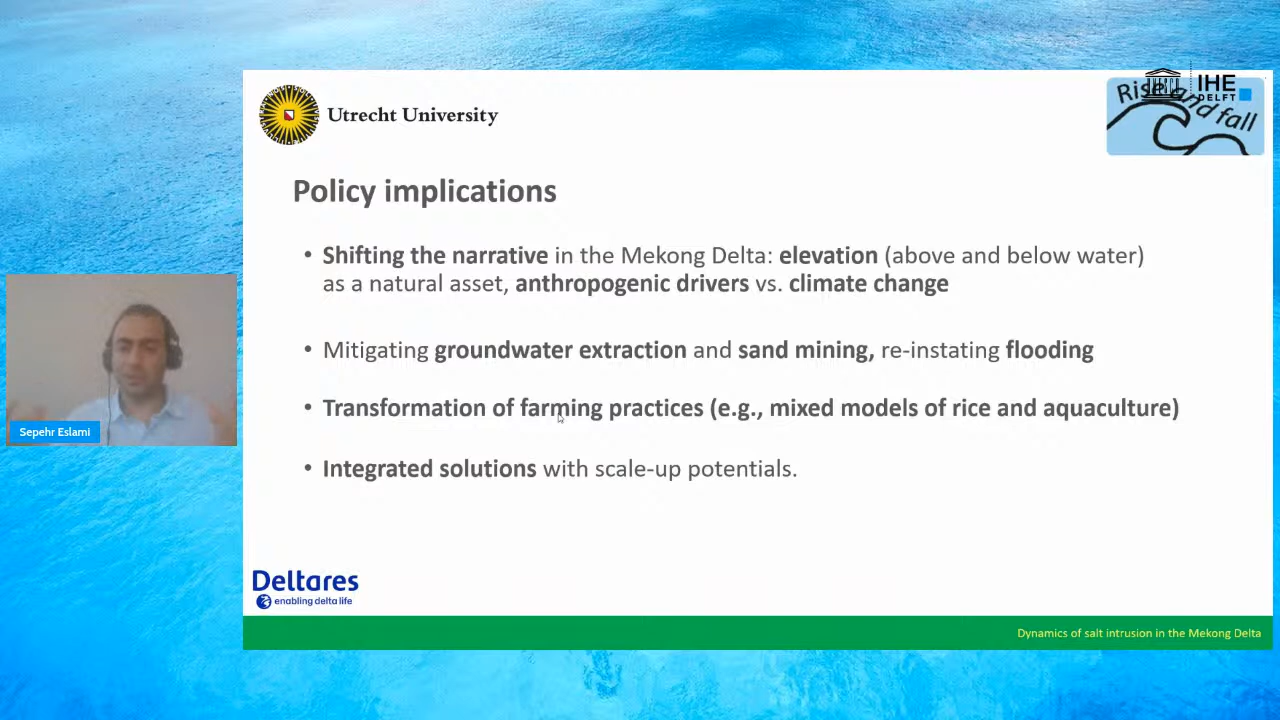 Utrecht University
Rise and fall
IHE
DELFT
Policy implications
• Shifting the narrative in the Mekong Delta: elevation (above and below water)
as a natural asset, anthropogenic drivers vs. climate change
• Mitigating groundwater extraction and sand mining, re-instating flooding
• Transformation of farming practices (e.g., mixed models of rice and aquaculture)
• Integrated solutions with scale-up potentials.
Sepehr Eslami
Deltares
enabling delta life
Dynamics of salt intrusion in the Mekong Delta